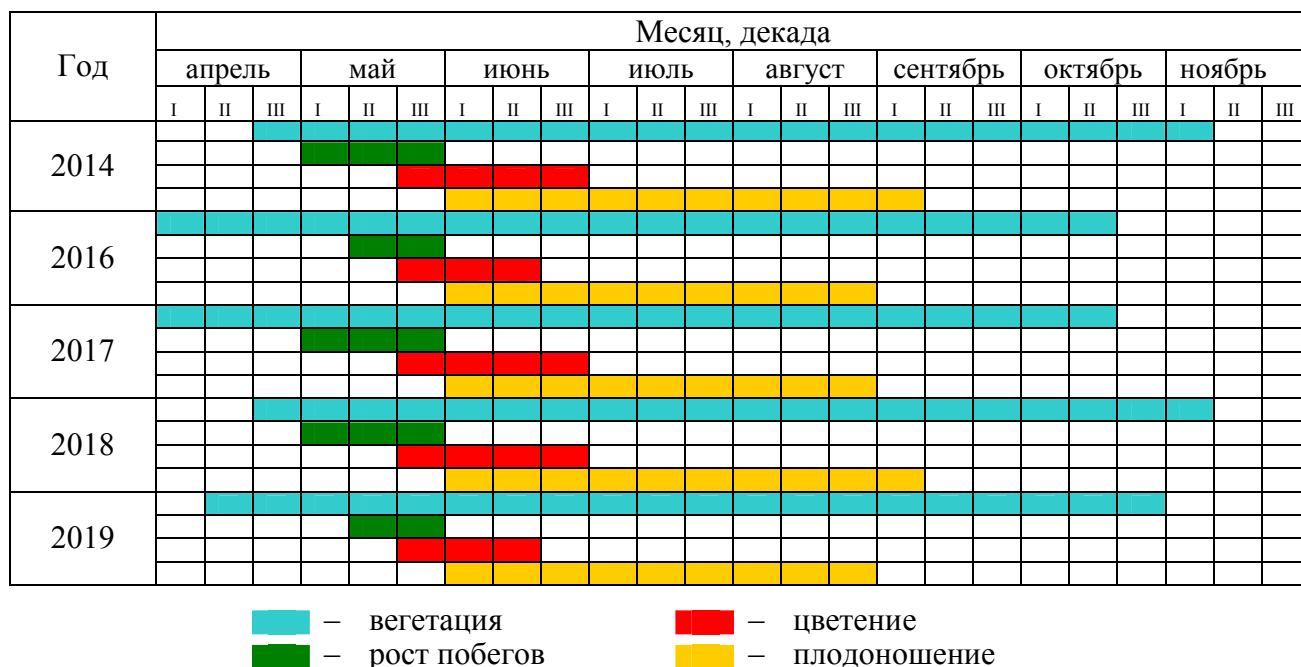 Месяц, декада
Год
апрель май июнь июль август сентябрь октябрь ноябрь
I II III I II III I II III I II III I II III I II III I II III I II III
2014
2016
2017
2018
2019
– вегетация – цветение
– рост побегов – плодоношение